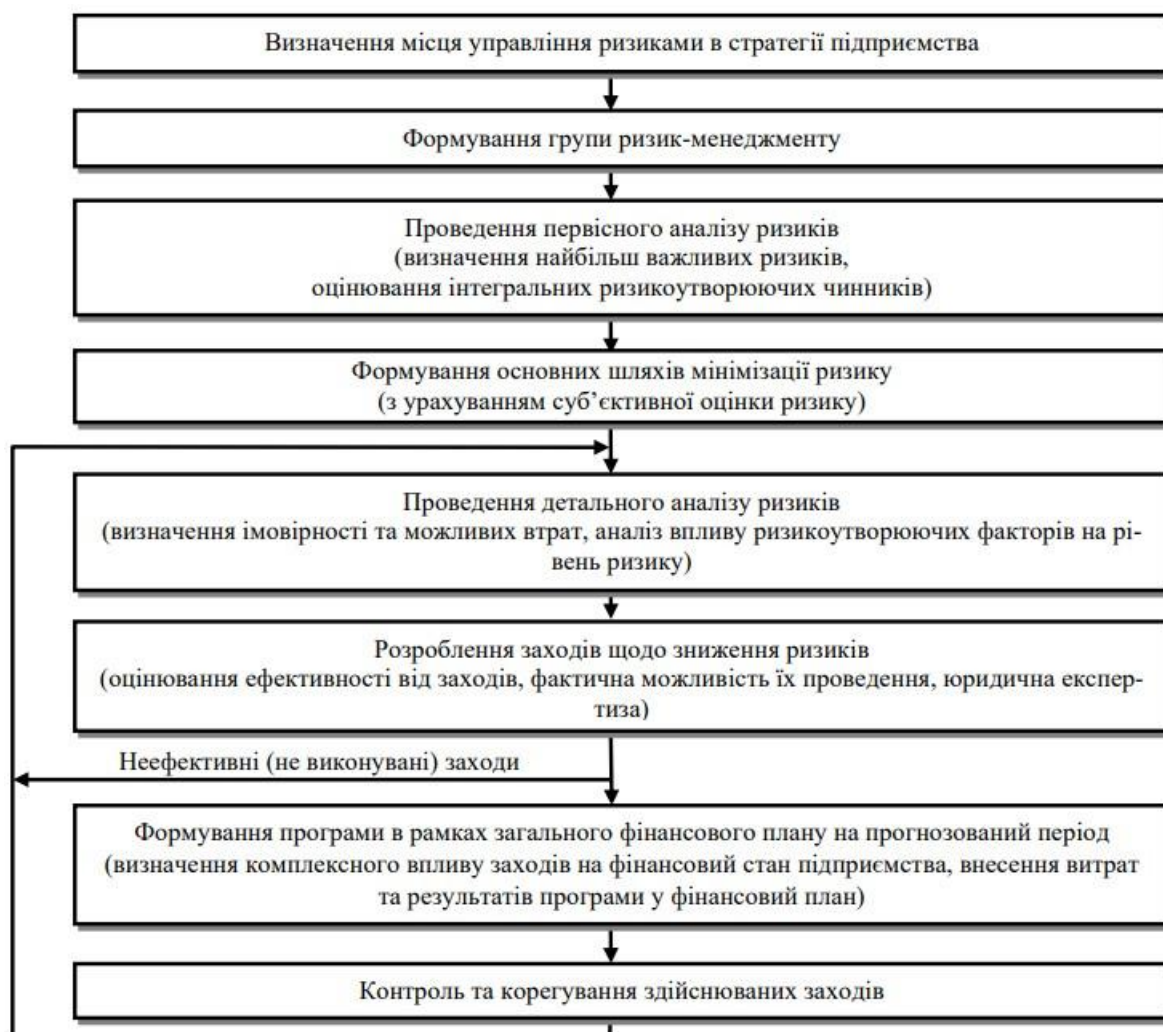 Визначення місця управління ризиками в стратегії підприємства
Формування групи ризик-менеджменту
Проведення первісного аналізу ризиків
(визначення найбільш важливих ризиків,
оцінювання інтегральних ризикоутворюючих чинників)
Формування основних шляхів мінімізації ризику
(з урахуванням суб’єктивної оцінки ризику)
Проведення детального аналізу ризиків
(визначення імовірності та можливих втрат, аналіз впливу ризикоутворюючих факторів на рі-
вень ризику)
Розроблення заходів щодо зниження ризиків
(оцінювання ефективності від заходів, фактична можливість їх проведення, юридична експер-
тиза)
Неефективні (не виконувані) заходи
Формування програми в рамках загального фінансового плану на прогнозований період
(визначення комплексного впливу заходів на фінансовий стан підприємства, внесення витрат
та результатів програми у фінансовий план)
Контроль та корегування здійснюваних заходів